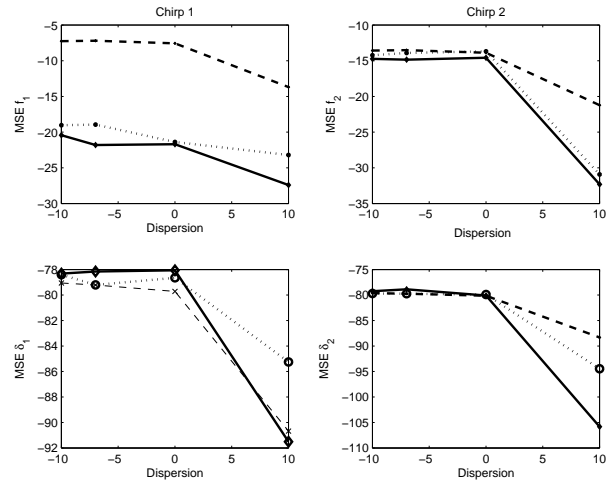 Chirp 1
−5
−10
−15
−20
−25
−30
MSE f1
−10 −5 0 5 10
Dispersion
Chirp 2
−5
−10
−15
−20
−25
−30
−35
MSE f2
−10 −5 0 5 10
Dispersion
−78
−80
−82
−84
−86
−88
−90
−92
MSE δ1
−10 −5 0 5 10
Dispersion
−75
−80
−85
−90
−95
−100
−105
−110
MSE δ2
−10 −5 0 5 10
Dispersion